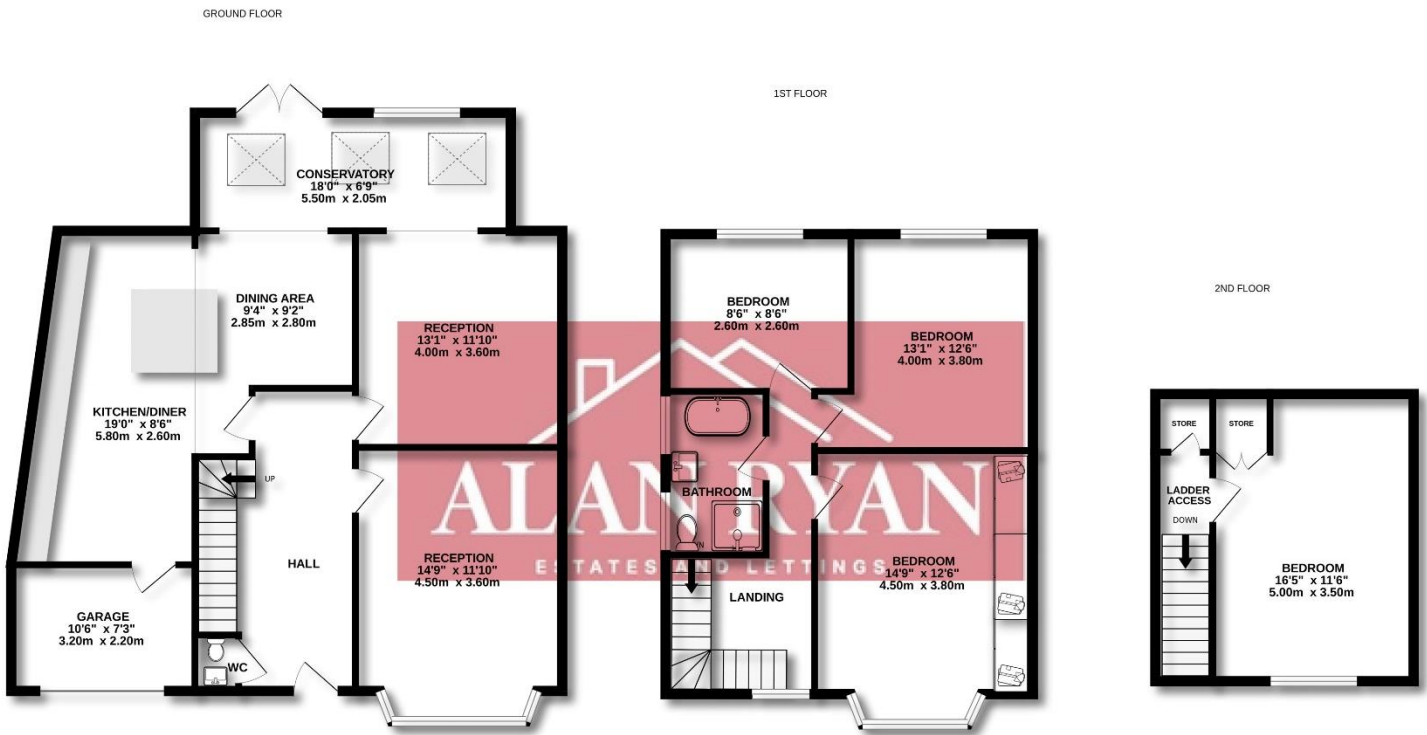 GROUND FLOOR
CONSERVATORY
18'0" x 6'9"
5.50m x 2.05m
DINING AREA
9'4" x 9'2"
2.85m x 2.80m
RECEPTION
13'1" x 11'10"
4.00m x 3.60m
KITCHEN/DINER
19'0" x 8'6"
5.80m x 2.60m
UP
HALL
RECEPTION
14'9" x 11'10"
4.50m x 3.60m
GARAGE
10'6" x 7'3"
3.20m x 2.20m
WC
1ST FLOOR
BEDROOM
8'6" x 8'6"
2.60m x 2.60m
BEDROOM
13'1" x 12'6"
4.00m x 3.80m
BATHROOM
BEDROOM
14'9" x 12'6"
4.50m x 3.80m
LANDING
ALAN RYAN
ESTATES AND LETTINGS
2ND FLOOR
STORE
STORE
LADDER
ACCESS
DOWN
BEDROOM
16'5" x 11'6"
5.00m x 3.50m